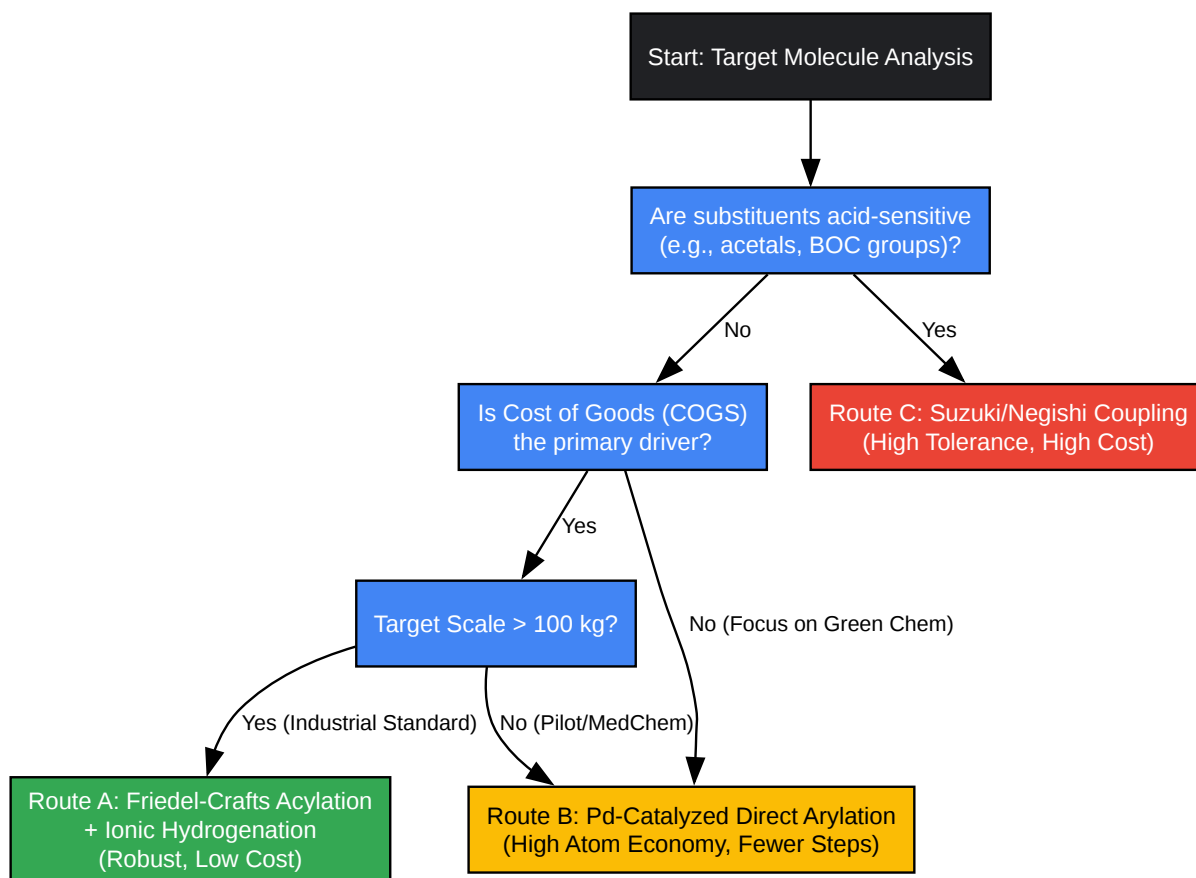 Start: Target Molecule Analysis
Are substituents acid-sensitive
(e.g., acetals, BOC groups)?
No
Yes
Is Cost of Goods (COGS)
the primary driver?
Route C: Suzuki/Negishi Coupling
(High Tolerance, High Cost)
Yes
Target Scale > 100 kg?
No (Focus on Green Chem)
Yes (Industrial Standard)
No (Pilot/MedChem)
Route A: Friedel-Crafts Acylation
+ Ionic Hydrogenation
(Robust, Low Cost)
Route B: Pd-Catalyzed Direct Arylation
(High Atom Economy, Fewer Steps)